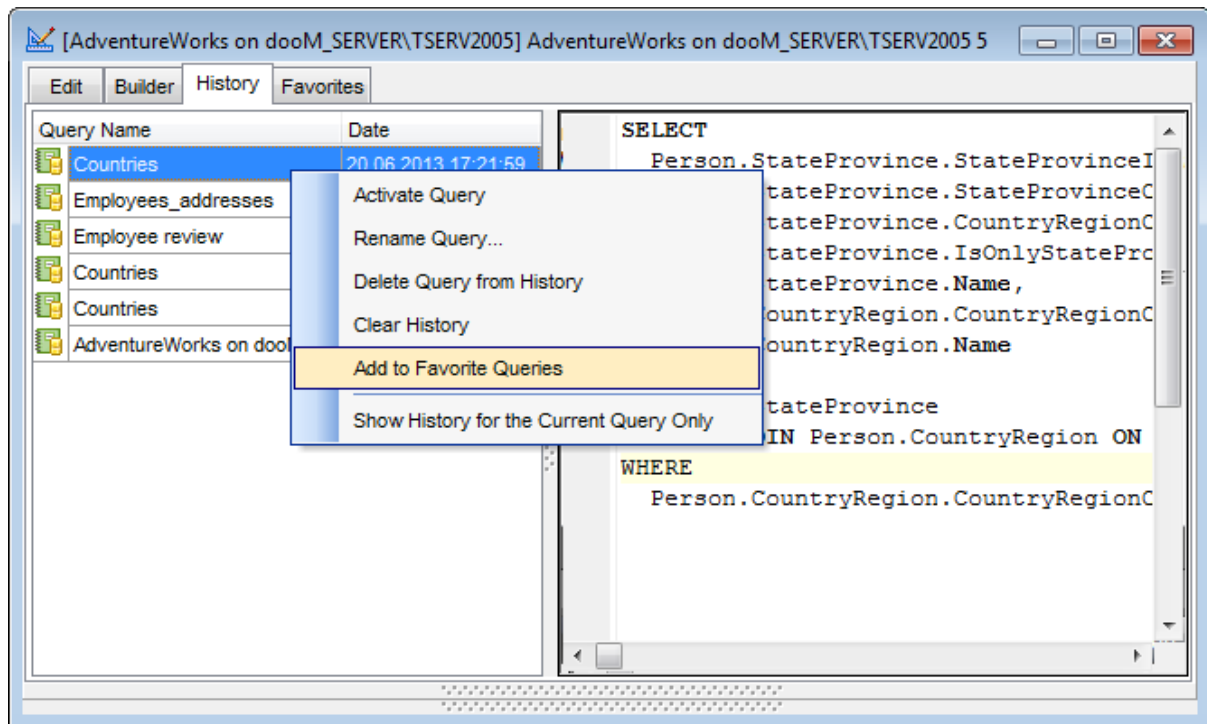 [AdventureWorks on dooM_SERVER\TSERV2005] AdventureWorks on dooM_SERVER\TSERV2005 5
Edit Builder History Favorites
Query Name Date
Countries 20.06.2013 17:21:59
Employees_addresses
Employee review
Countries
Countries
AdventureWorks on
Activate Query
Rename Query...
Delete Query from History
Clear History
Add to Favorite Queries
Show History for the Current Query Only
SELECT
Person.StateProvince.StateProvinceI
tateProvince.StateProvinceC
tateProvince.CountryRegionC
tateProvince.IsOnlyStatePro
tateProvince.Name,
ountryRegion.CountryRegionC
ountryRegion.Name
tateProvince
IN Person.CountryRegion ON
WHERE
Person.CountryRegion.CountryRegionC